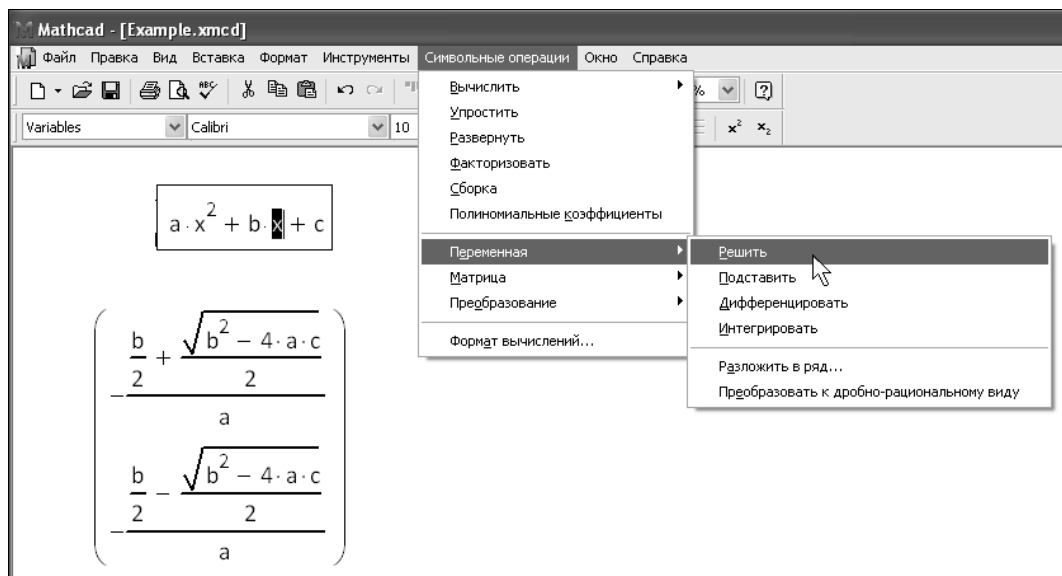 Mathcad - [Example.xmcd]
Файл Правка Вид Вставка Формат Инструменты Символьные операции Окно Справка
Variables Calibri 10 % x² x₂
Вычислить
Упростить
Развернуть
Факторизовать
Сборка
Полиномиальные коэффициенты
Переменная
Матрица
Преобразование
Формат вычислений...
Решить
Подставить
Дифференцировать
Интегрировать
Разложить в ряд...
Преобразовать к дробно-рациональному виду
a · x² + b · x + c
b/2 + √(b² − 4 · a · c)/2
− a
b/2 − √(b² − 4 · a · c)/2
− a